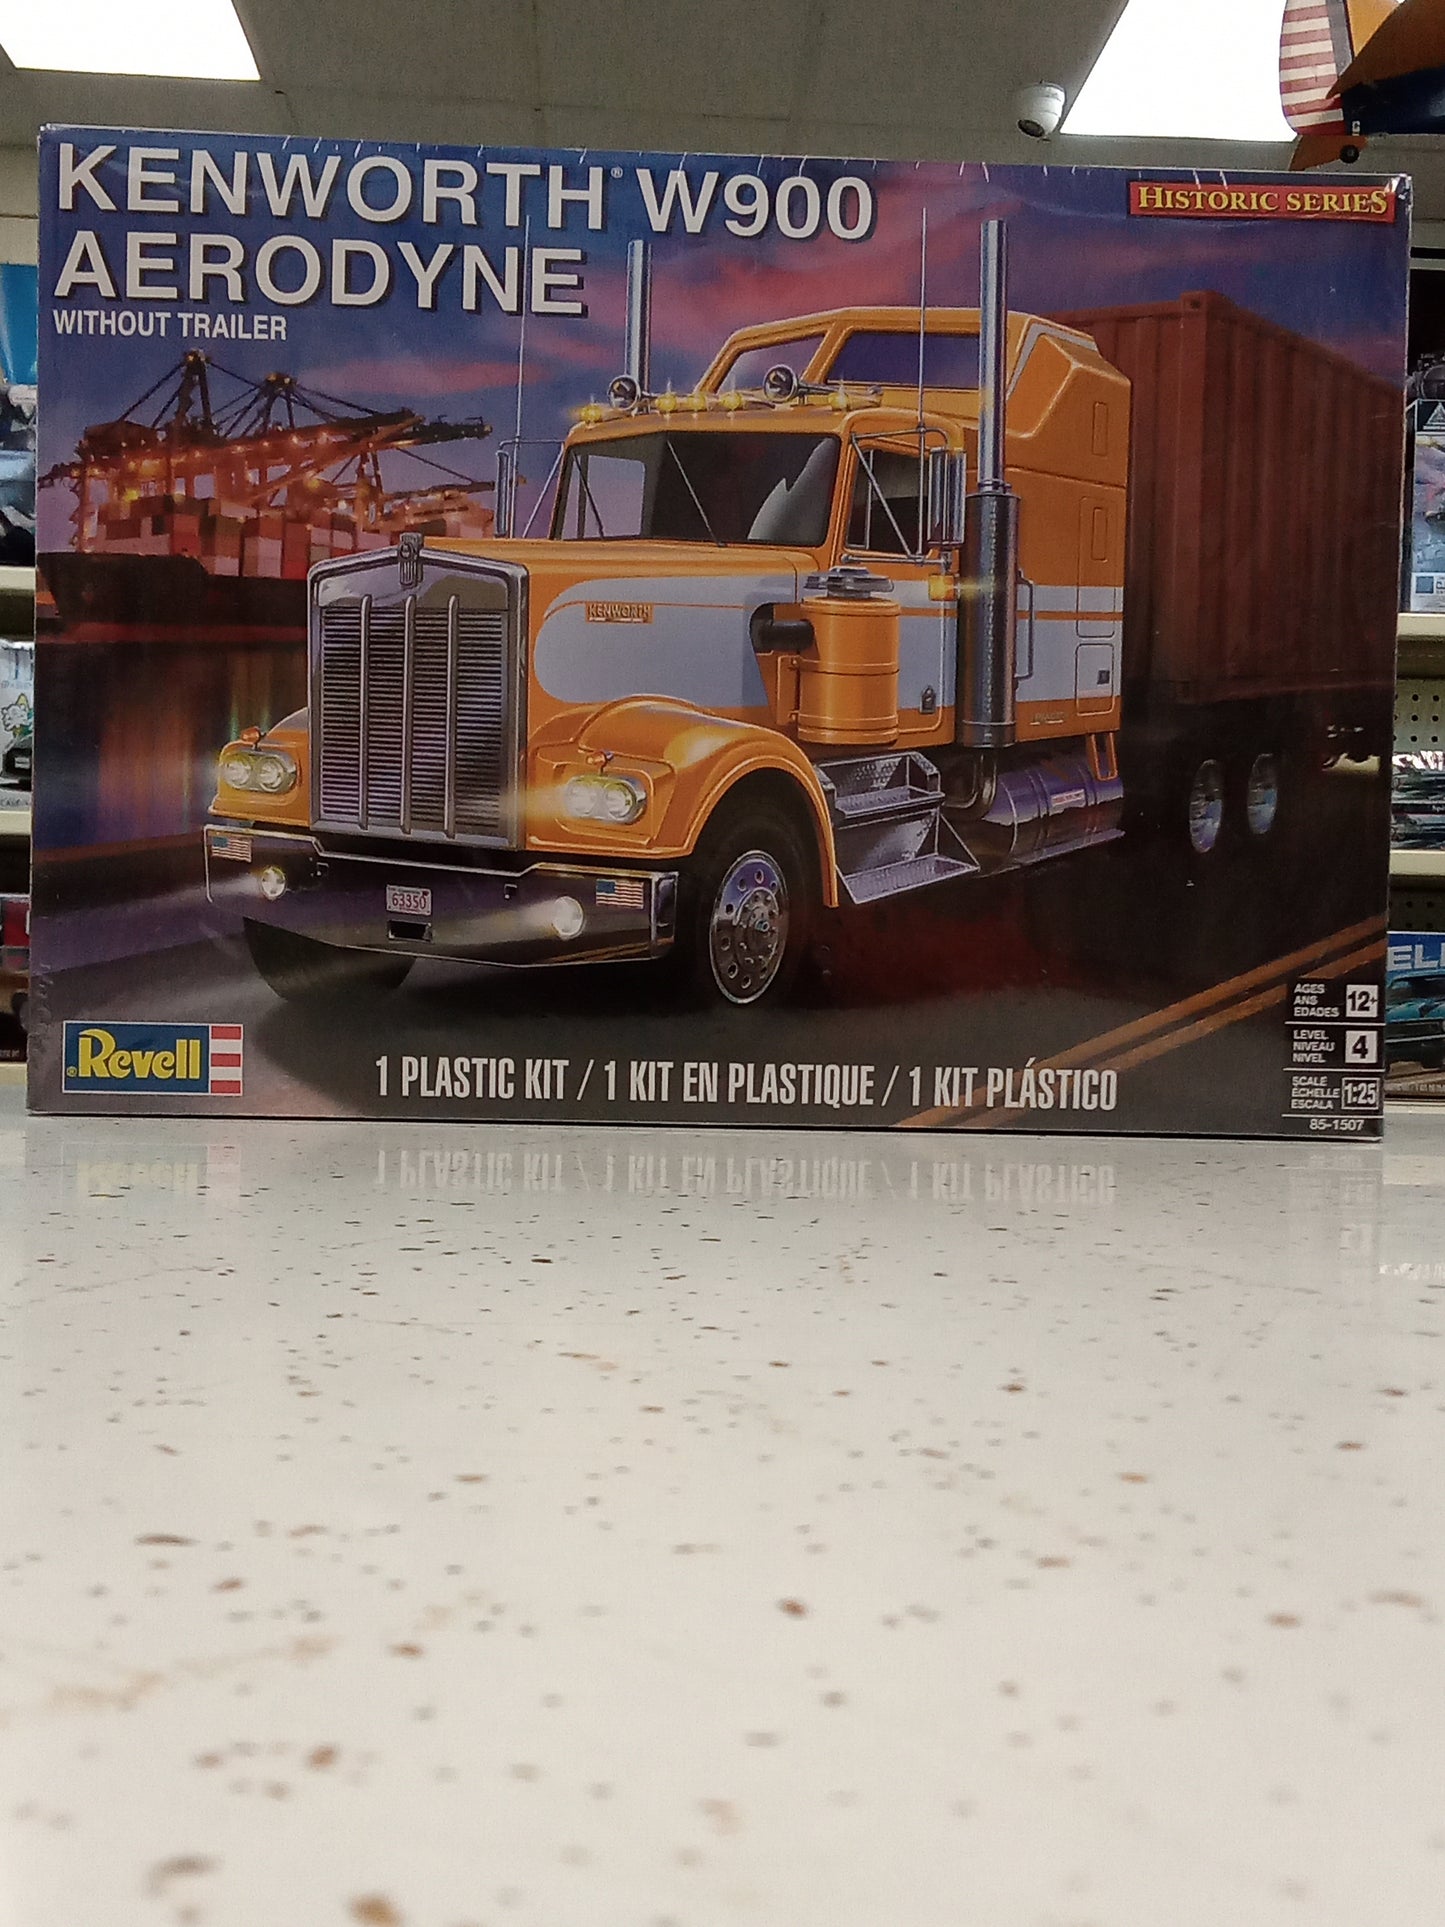 KENWORTH® W900
AERODYNE
WITHOUT TRAILER
HISTORIC SERIES
KENWORTH
63350
Revell
1 PLASTIC KIT / 1 KIT EN PLASTIQUE / 1 KIT PLÁSTICO
AGES
ANS
EDADES
12+
LEVEL
NIVEAU
NIVEL
4
SCALE
ÉCHELLE
ESCALA
1:25
85-1507